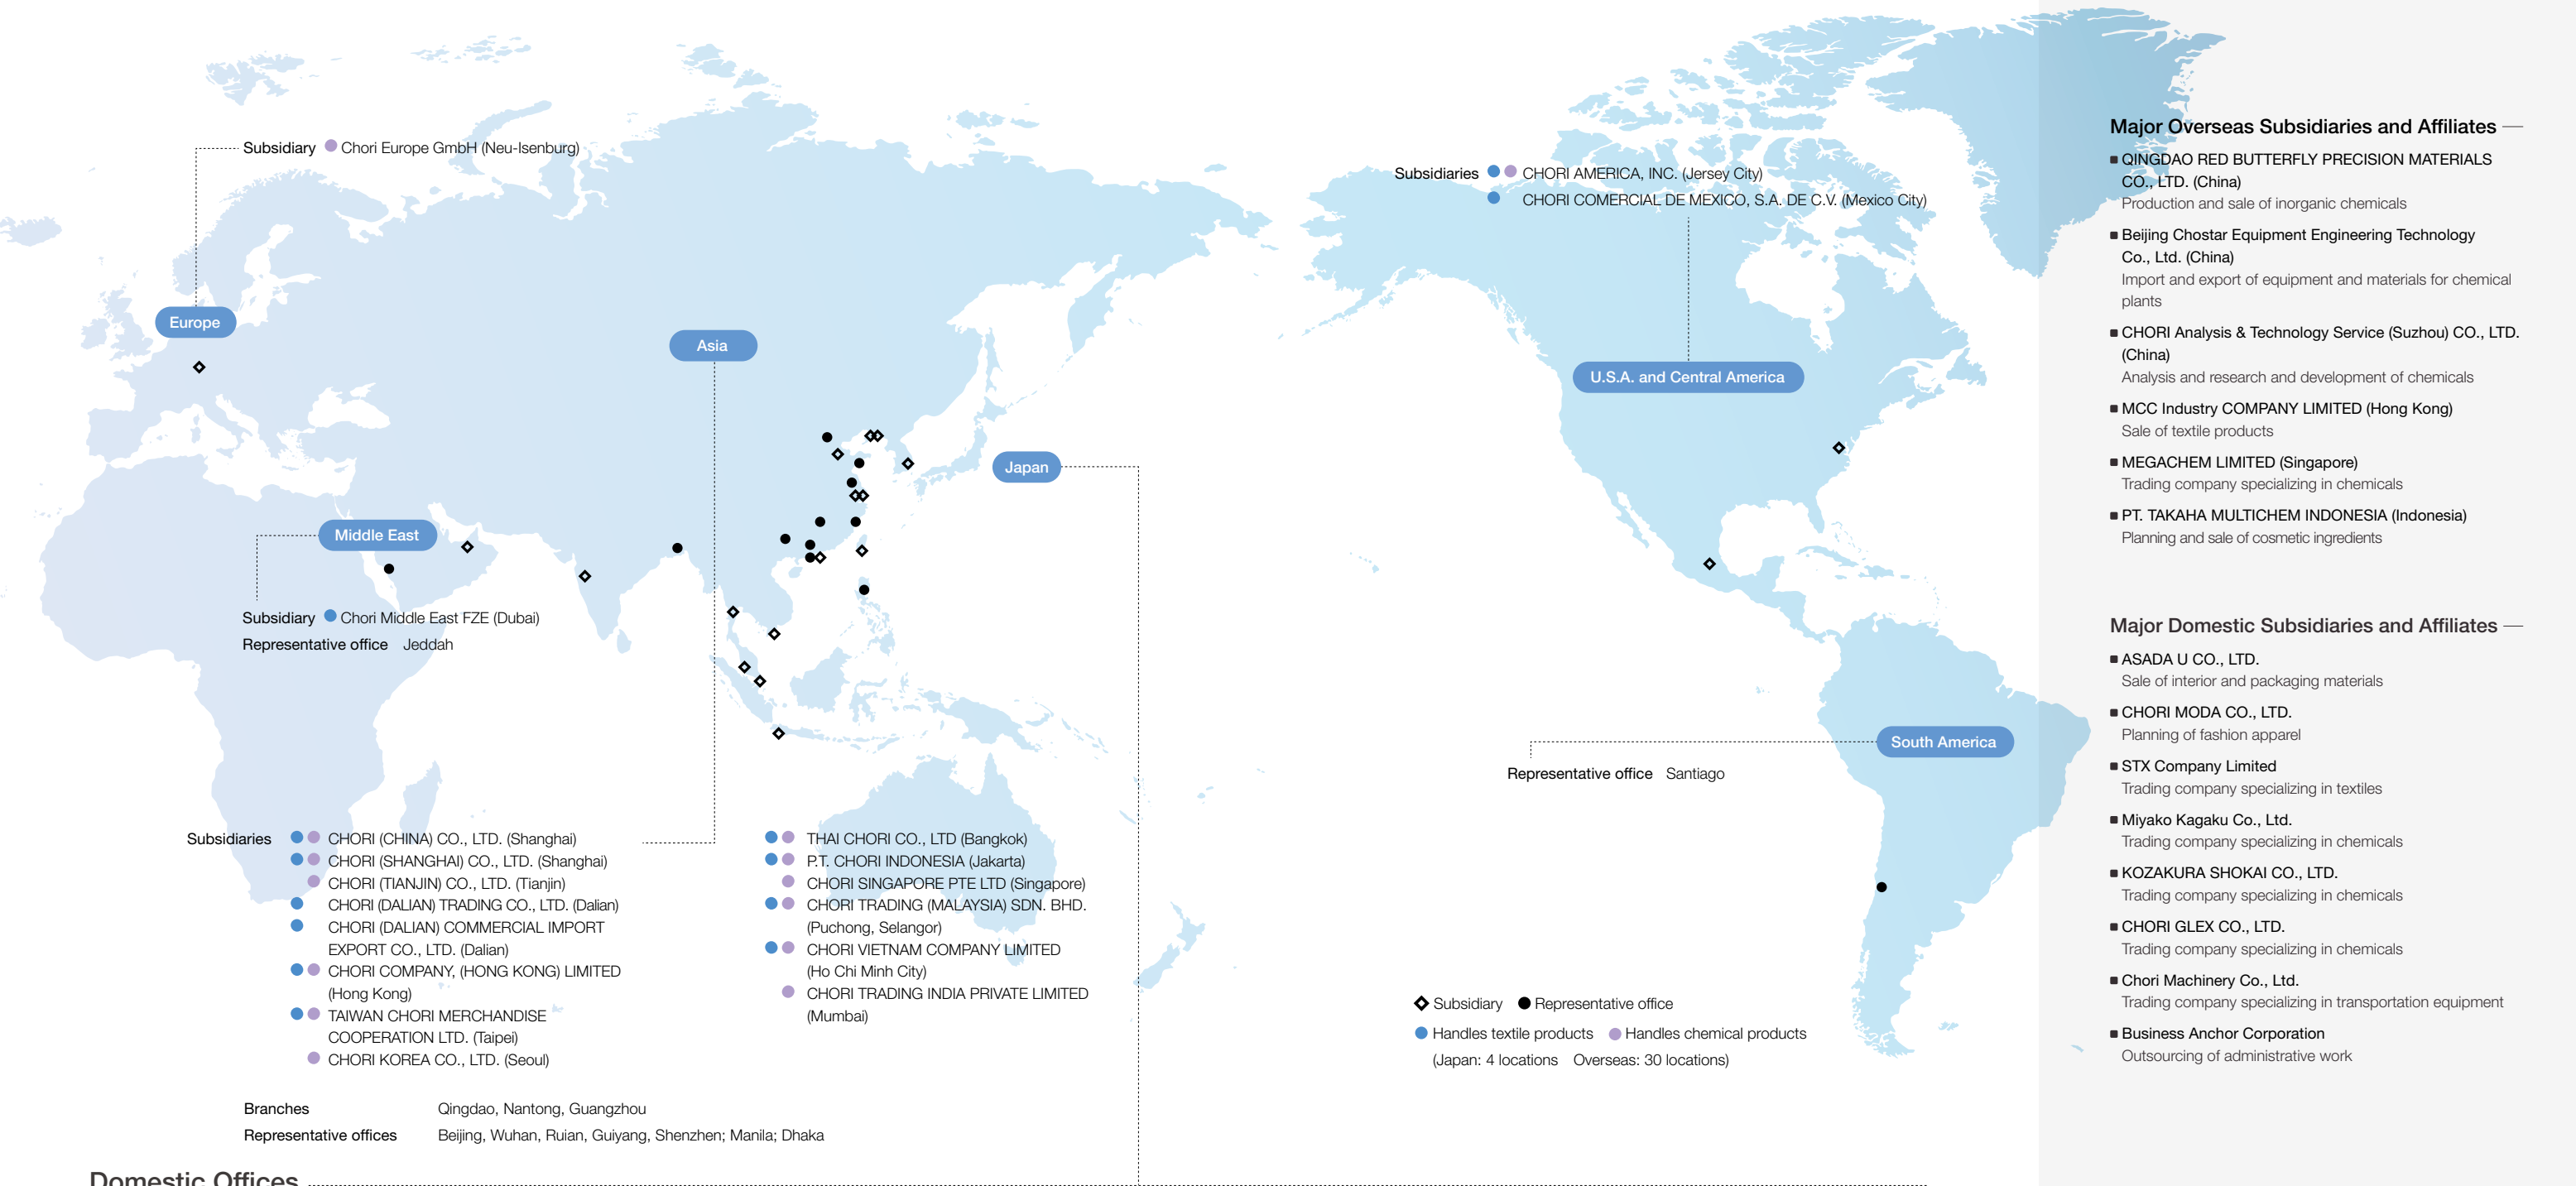 Subsidiary Chori Europe GmbH (Neu-Isenburg)
Europe
Asia
Japan
Middle East
Subsidiary Chori Middle East FZE (Dubai)
Representative office Jeddah
Subsidiaries
CHORI (CHINA) CO., LTD. (Shanghai)
CHORI (SHANGHAI) CO., LTD. (Shanghai)
CHORI (TIANJIN) CO., LTD. (Tianjin)
CHORI (DALIAN) TRADING CO., LTD. (Dalian)
CHORI (DALIAN) COMMERCIAL IMPORT
EXPORT CO., LTD. (Dalian)
CHORI COMPANY, (HONG KONG) LIMITED
(Hong Kong)
TAIWAN CHORI MERCHANDISE
COOPERATION LTD. (Taipei)
CHORI KOREA CO., LTD. (Seoul)
THAI CHORI CO., LTD (Bangkok)
P.T. CHORI INDONESIA (Jakarta)
CHORI SINGAPORE PTE LTD (Singapore)
CHORI TRADING (MALAYSIA) SDN. BHD.
(Puchong, Selangor)
CHORI VIETNAM COMPANY LIMITED
(Ho Chi Minh City)
CHORI TRADING INDIA PRIVATE LIMITED
(Mumbai)
Branches Qingdao, Nantong, Guangzhou
Representative offices Beijing, Wuhan, Ruian, Guiyang, Shenzhen; Manila; Dhaka
Domestic Offices
Subsidiaries CHORI AMERICA, INC. (Jersey City)
CHORI COMERCIAL DE MEXICO, S.A. DE C.V. (Mexico City)
U.S.A. and Central America
South America
Representative office Santiago
Subsidiary Representative office
Handles textile products Handles chemical products
(Japan: 4 locations Overseas: 30 locations)
Major Overseas Subsidiaries and Affiliates
QINGDAO RED BUTTERFLY PRECISION MATERIALS
CO., LTD. (China)
Production and sale of inorganic chemicals
Beijing Chostar Equipment Engineering Technology
Co., Ltd. (China)
Import and export of equipment and materials for chemical
plants
CHORI Analysis & Technology Service (Suzhou) CO., LTD.
(China)
Analysis and research and development of chemicals
MCC Industry COMPANY LIMITED (Hong Kong)
Sale of textile products
MEGACHEM LIMITED (Singapore)
Trading company specializing in chemicals
PT. TAKAHA MULTICHEM INDONESIA (Indonesia)
Planning and sale of cosmetic ingredients
Major Domestic Subsidiaries and Affiliates
ASADA U CO., LTD.
Sale of interior and packaging materials
CHORI MODA CO., LTD.
Planning of fashion apparel
STX Company Limited
Trading company specializing in textiles
Miyako Kagaku Co., Ltd.
Trading company specializing in chemicals
KOZAKURA SHOKAI CO., LTD.
Trading company specializing in chemicals
CHORI GLEX CO., LTD.
Trading company specializing in chemicals
Chori Machinery Co., Ltd.
Trading company specializing in transportation equipment
Business Anchor Corporation
Outsourcing of administrative work